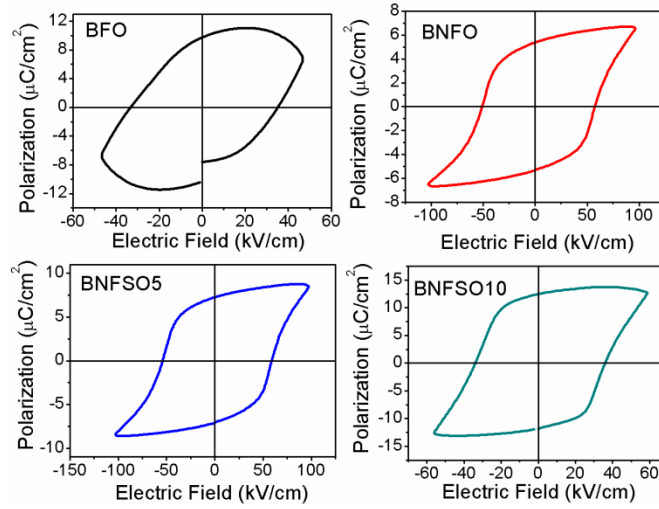 BFO
Polarization (μC/cm²)
12
8
4
0
-4
-8
-12
-60 -40 -20 0 20 40 60
Electric Field (kV/cm)
BNFO
Polarization (μC/cm²)
8
6
4
2
0
-2
-4
-6
-8
-100 -50 0 50 100
Electric Field (kV/cm)
BNFSO5
Polarization (μC/cm²)
10
5
0
-5
-10
-150 -100 -50 0 50 100
Electric Field (kV/cm)
BNFSO10
Polarization (μC/cm²)
15
10
5
0
-5
-10
-15
-60 -40 -20 0 20 40 60
Electric Field (kV/cm)